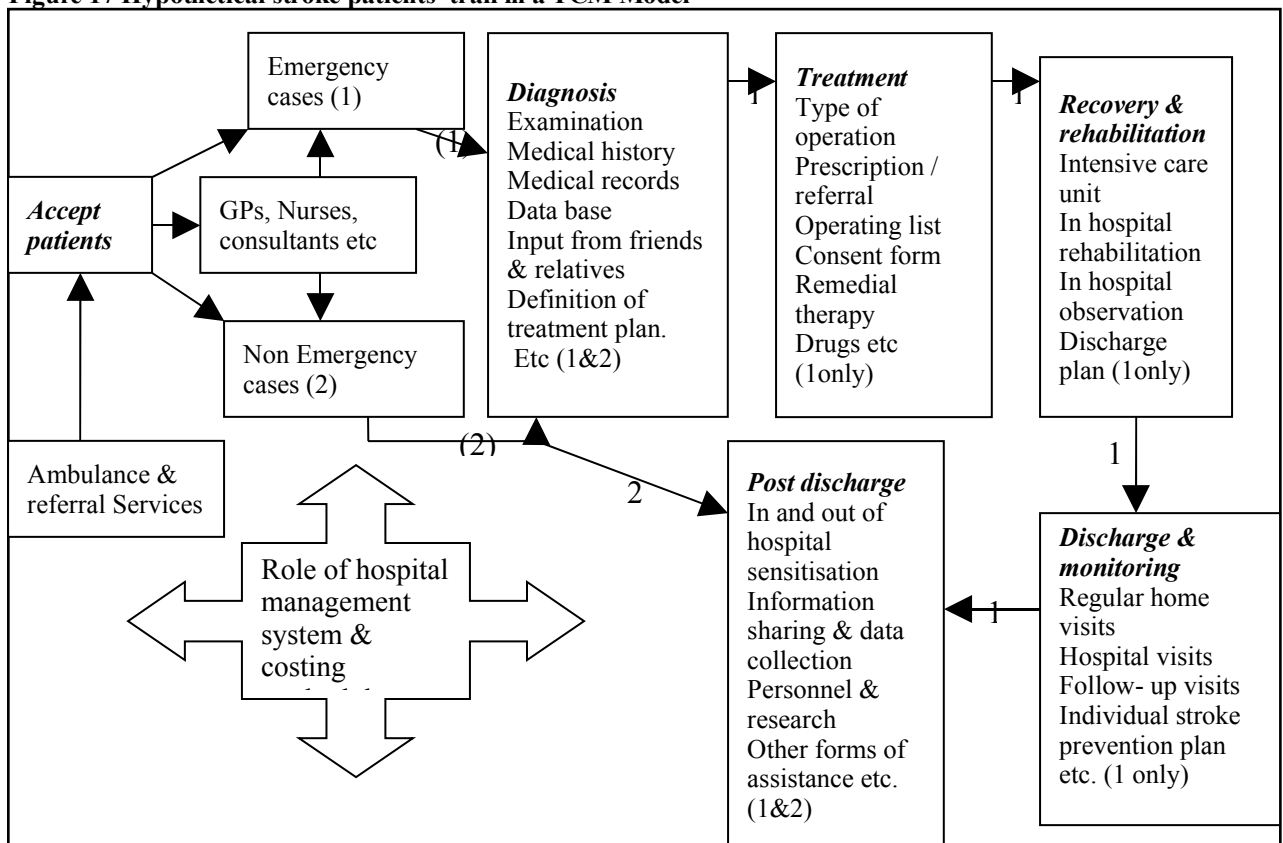 Figure 17 Hypothetical stroke patients' trail in a TCM Model
Emergency
cases (1)
Accept
patients
GPs, Nurses,
consultants etc
Non Emergency
cases (2)
Ambulance &
referral Services
(1)
(2)
2
Diagnosis
Examination
Medical history
Medical records
Data base
Input from friends
& relatives
Definition of
treatment plan.
Etc (1&2)
1
Treatment
Type of
operation
Prescription /
referral
Operating list
Consent form
Remedial
therapy
Drugs etc
(1only)
1
Recovery &
rehabilitation
Intensive care
unit
In hospital
rehabilitation
In hospital
observation
Discharge
plan (1only)
1
Discharge &
monitoring
Regular home
visits
Hospital visits
Follow- up visits
Individual stroke
prevention plan
etc. (1 only)
1
Post discharge
In and out of
hospital
sensitisation
Information
sharing & data
collection
Personnel &
research
Other forms of
assistance etc.
(1&2)
Role of hospital
management
system &
costing